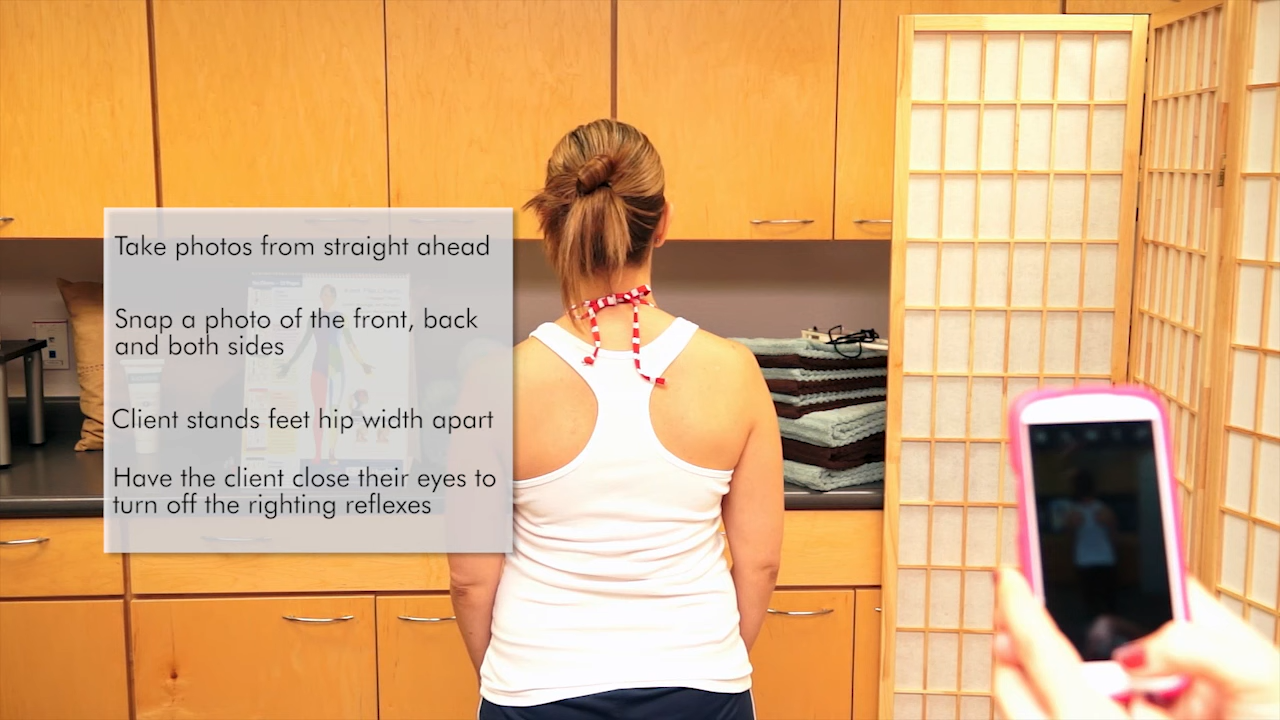 Take photos from straight ahead
Snap a photo of the front, back
and both sides
Client stands feet hip width apart
Have the client close their eyes to
turn off the righting reflexes